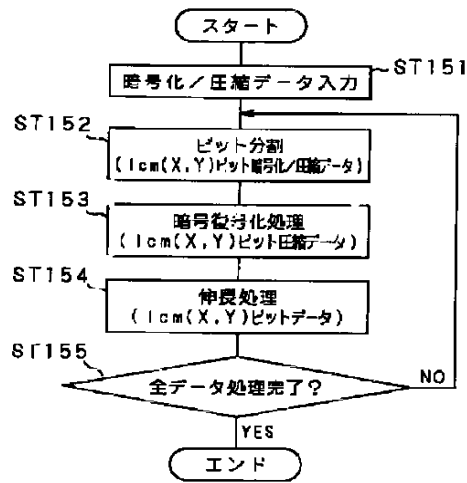 スタート
暗号化/圧縮データ入力
ST151
ST152
ビット分割
(lcm(X,Y)ビット暗号化/圧縮データ)
ST153
暗号復号化処理
(lcm(X,Y)ビット圧縮データ)
ST154
伸長処理
(lcm(X,Y)ビットデータ)
ST155
全データ処理完了?
NO
YES
エンド